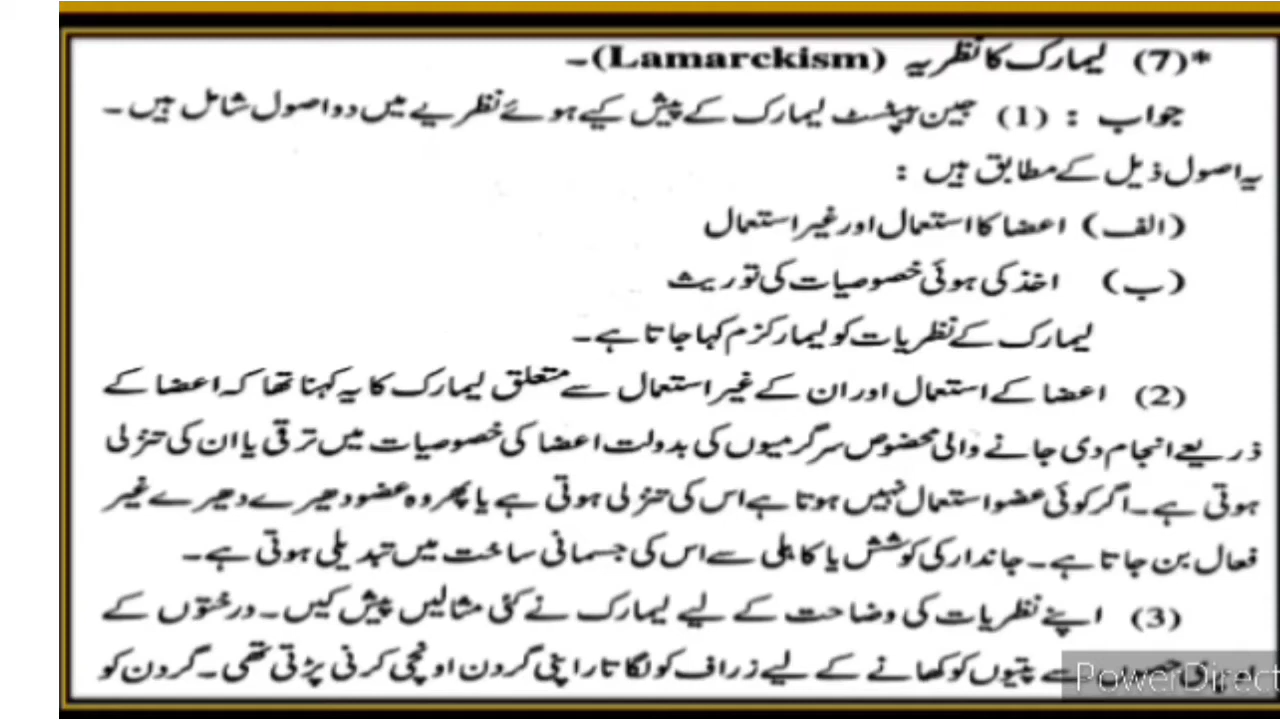 *(7) لیمارک کا نظریہ (Lamarckism)۔
جواب : (1) جین بپٹسٹ لیمارک کے پیش کیے ہوئے نظریے میں دو اصول شامل ہیں۔
یہ اصول ذیل کے مطابق ہیں :
(الف) اعضا کا استعمال اور غیر استعمال
(ب) اخذ کی ہوئی خصوصیات کی توریث
لیمارک کے نظریات کو لیمارکزم کہا جاتا ہے۔
(2) اعضا کے استعمال اور ان کے غیر استعمال سے متعلق لیمارک کا یہ کہنا تھا کہ اعضا کے
ذریعے انجام دی جانے والی مخصوص سرگرمیوں کی بدولت اعضا کی خصوصیات میں ترقی یا ان کی تنزلی
ہوتی ہے۔ اگر کوئی عضو استعمال نہیں ہوتا ہے اس کی تنزلی ہوتی ہے یا پھر وہ عضو دھیرے دھیرے غیر
فعال بن جاتا ہے۔ جاندار کی کوشش یا کاہلی سے اس کی جسمانی ساخت میں تبدیلی ہوتی ہے۔
(3) اپنے نظریات کی وضاحت کے لیے لیمارک نے کئی مثالیں پیش کیں۔ درختوں کے
سے پتیوں کو کھانے کے لیے زراف کو لگاتار اپنی گردن اونچی کرنی پڑتی تھی۔ گردن کو
PowerDirect